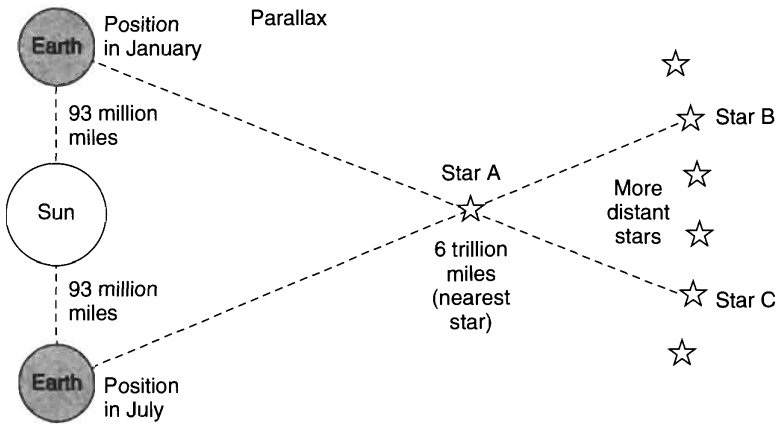 Parallax
Earth
Position
in January
93 million
miles
Sun
93 million
miles
Earth
Position
in July
Star A
6 trillion
miles
(nearest
star)
More
distant
stars
Star B
Star C